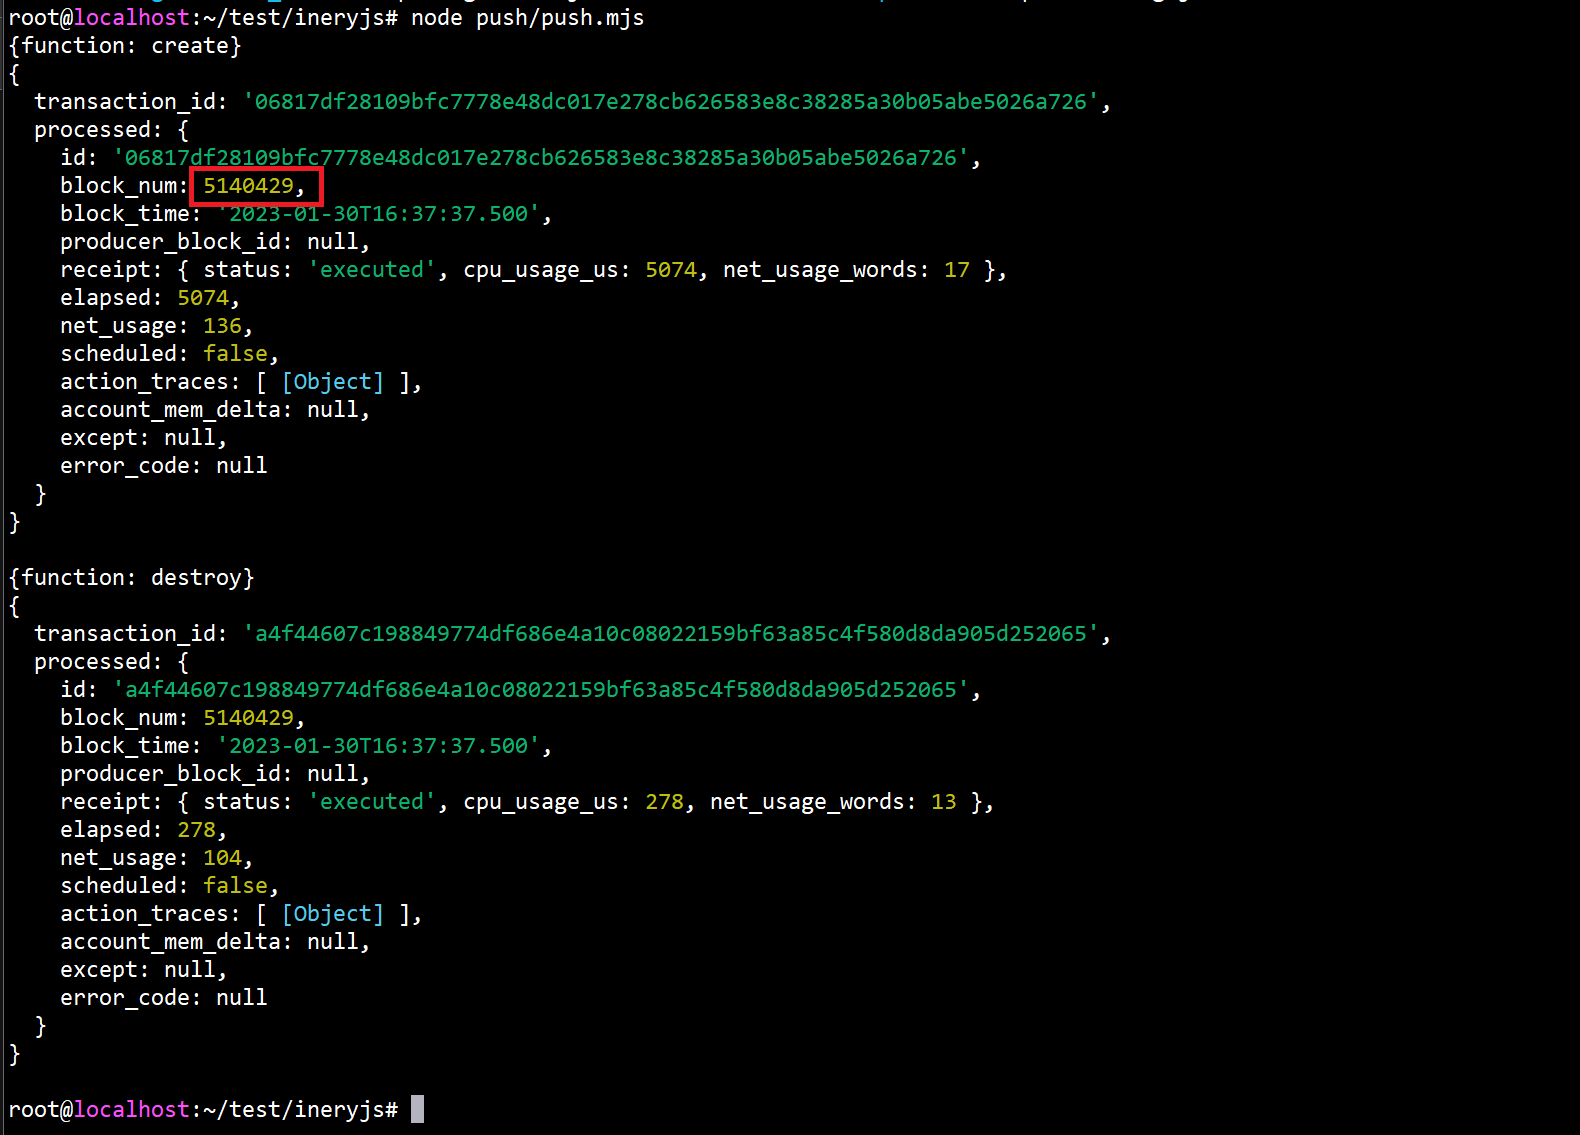 root@localhost:~/test/ineryjs# node push/push.mjs
{function: create}
{
  transaction_id: '06817df28109bfc7778e48dc017e278cb626583e8c38285a30b05abe5026a726',
  processed: {
    id: '06817df28109bfc7778e48dc017e278cb626583e8c38285a30b05abe5026a726',
    block_num: 5140429,
    block_time: '2023-01-30T16:37:37.500',
    producer_block_id: null,
    receipt: { status: 'executed', cpu_usage_us: 5074, net_usage_words: 17 },
    elapsed: 5074,
    net_usage: 136,
    scheduled: false,
    action_traces: [ [Object] ],
    account_mem_delta: null,
    except: null,
    error_code: null
  }
}

{function: destroy}
{
  transaction_id: 'a4f44607c198849774df686e4a10c08022159bf63a85c4f580d8da905d252065',
  processed: {
    id: 'a4f44607c198849774df686e4a10c08022159bf63a85c4f580d8da905d252065',
    block_num: 5140429,
    block_time: '2023-01-30T16:37:37.500',
    producer_block_id: null,
    receipt: { status: 'executed', cpu_usage_us: 278, net_usage_words: 13 },
    elapsed: 278,
    net_usage: 104,
    scheduled: false,
    action_traces: [ [Object] ],
    account_mem_delta: null,
    except: null,
    error_code: null
  }
}

root@localhost:~/test/ineryjs#